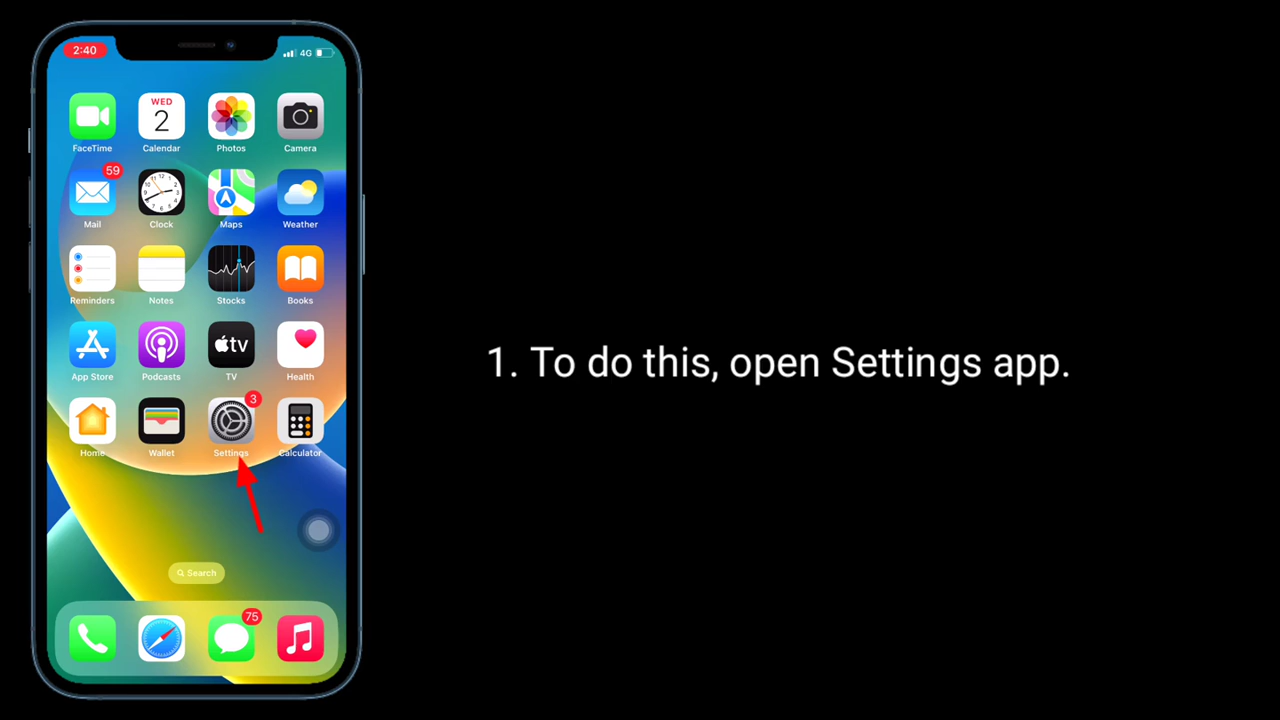 2:40
4G
WED
2
FaceTime
Calendar
Photos
Camera
59
Mail
Clock
Maps
Weather
Reminders
Notes
Stocks
Books
tv
App Store
Podcasts
TV
Health
3
Home
Wallet
Settings
Calculator
Search
75
1. To do this, open Settings app.